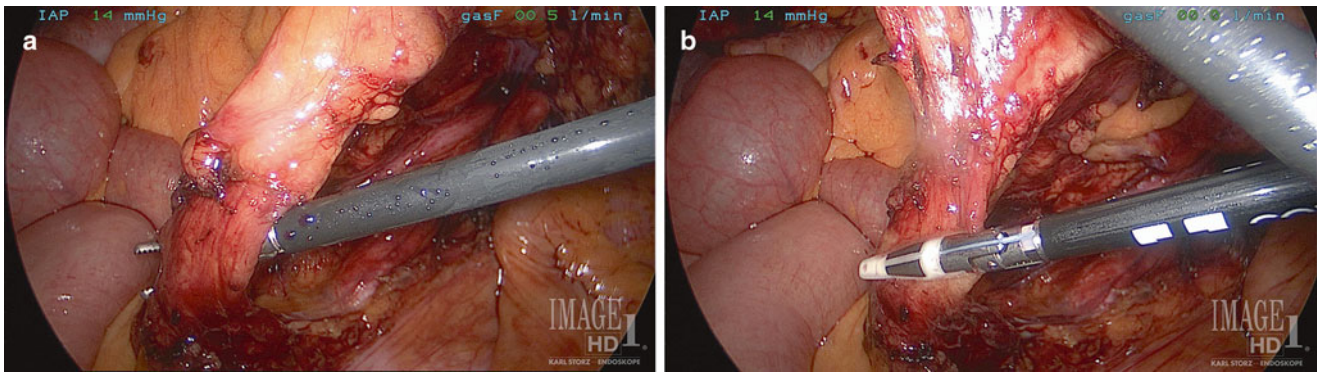 IAP 14 mmHg gasF 00 5 l/min
a
IMAGE 1
HD
KARL STORZ – ENDOSKOPE
IAP 14 mmHg gasF 00.0 l/min
b
IMAGE 1
HD
KARL STORZ – ENDOSKOPE